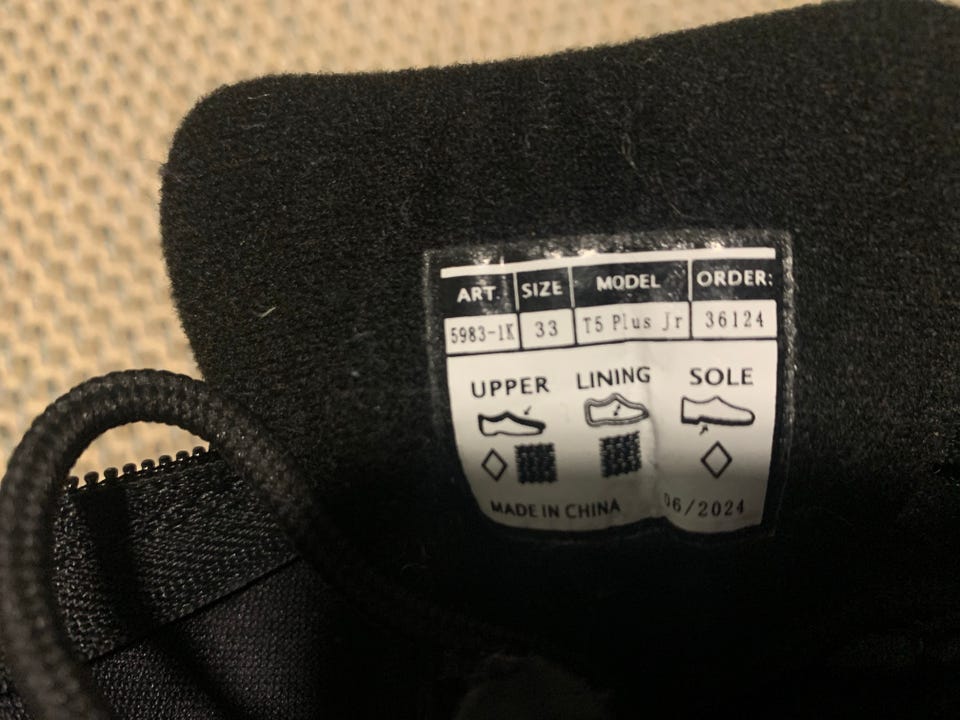 ART. SIZE MODEL ORDER:
5983-1K 33 T5 Plus Jr 36124
UPPER LINING SOLE
MADE IN CHINA 06/2024